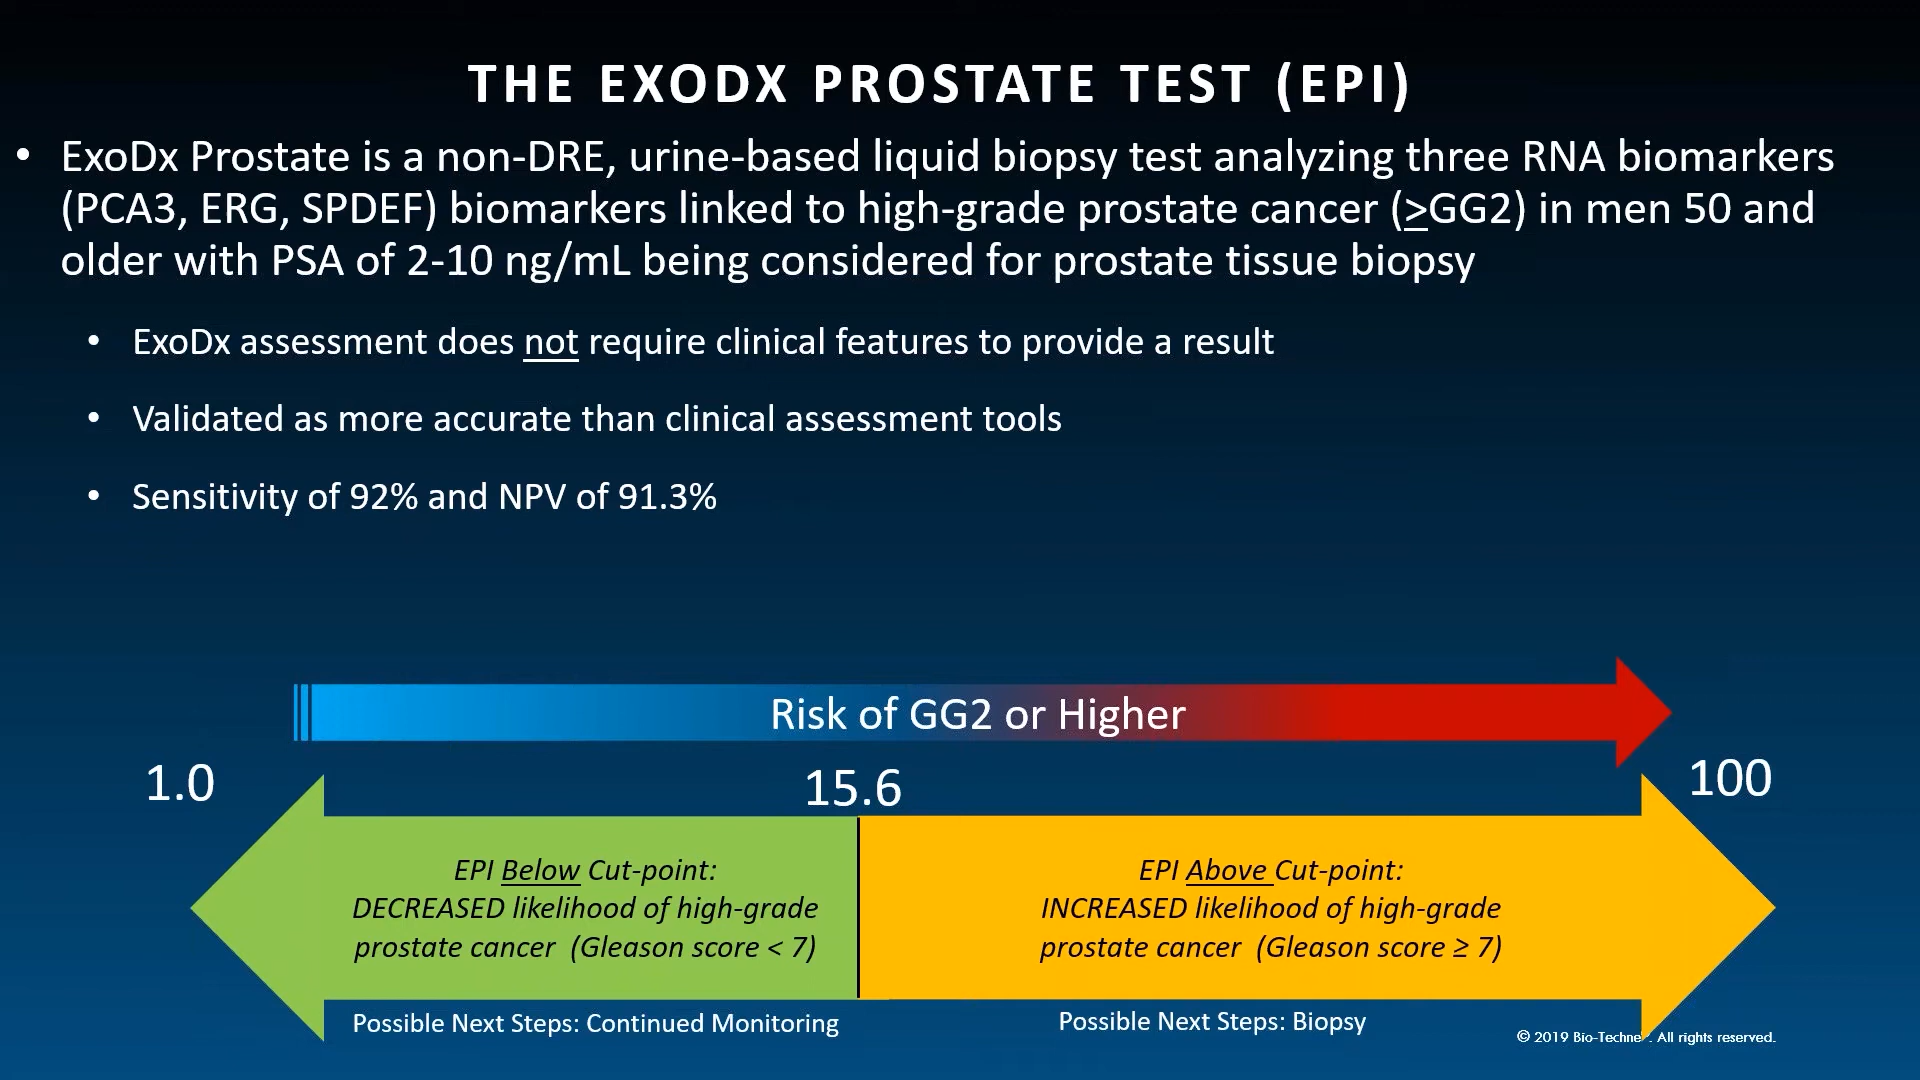 THE EXODX PROSTATE TEST (EPI)
• ExoDx Prostate is a non-DRE, urine-based liquid biopsy test analyzing three RNA biomarkers
(PCA3, ERG, SPDEF) biomarkers linked to high-grade prostate cancer (≥GG2) in men 50 and
older with PSA of 2-10 ng/mL being considered for prostate tissue biopsy
• ExoDx assessment does not require clinical features to provide a result
• Validated as more accurate than clinical assessment tools
• Sensitivity of 92% and NPV of 91.3%
Risk of GG2 or Higher
1.0
15.6
100
EPI Below Cut-point:
DECREASED likelihood of high-grade
prostate cancer (Gleason score < 7)
EPI Above Cut-point:
INCREASED likelihood of high-grade
prostate cancer (Gleason score ≥ 7)
Possible Next Steps: Continued Monitoring
Possible Next Steps: Biopsy
© 2019 Bio-Techne. All rights reserved.